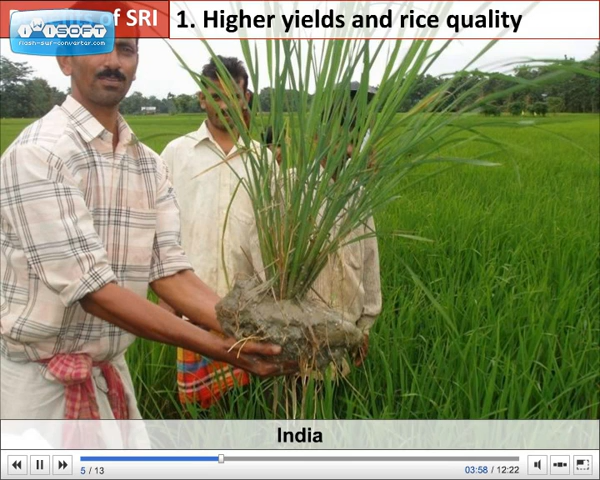 of SRI
1. Higher yields and rice quality
iWiSOFT
flash-swf-converter.com
India
5 / 13
03:58 / 12:22